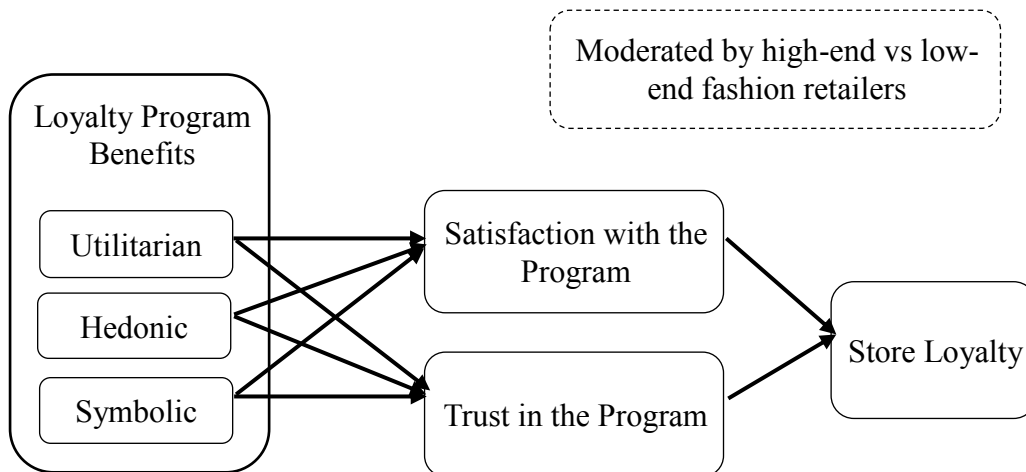 Moderated by high-end vs low-
end fashion retailers
Loyalty Program
Benefits
Utilitarian
Hedonic
Symbolic
Satisfaction with the
Program
Trust in the Program
Store Loyalty